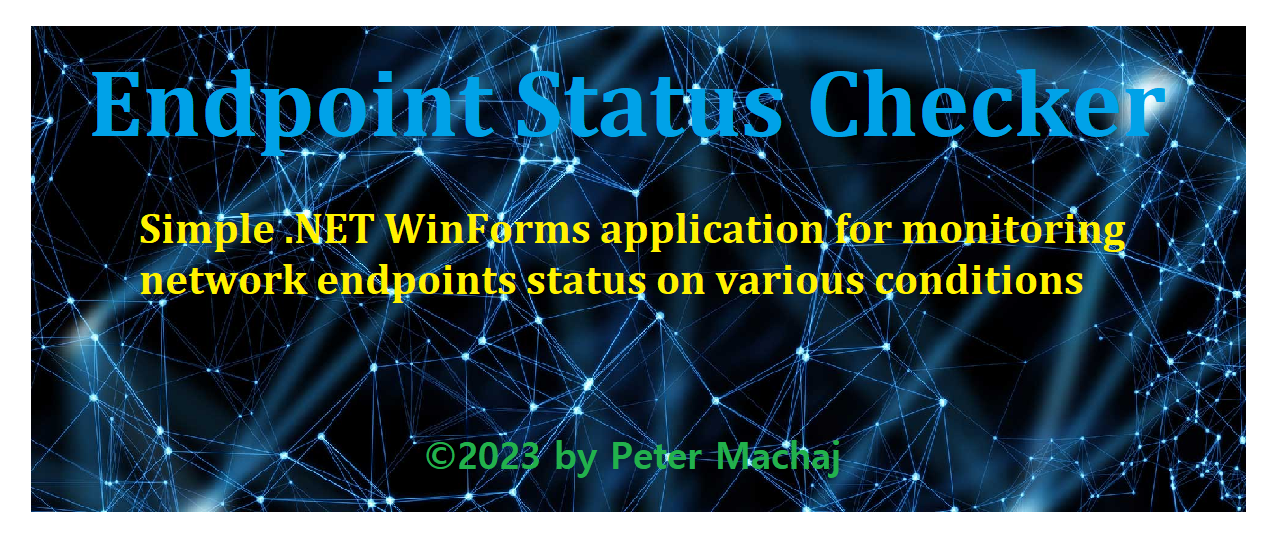 Endpoint Status Checker
Simple .NET WinForms application for monitoring
network endpoints status on various conditions
©2023 by Peter Machaj